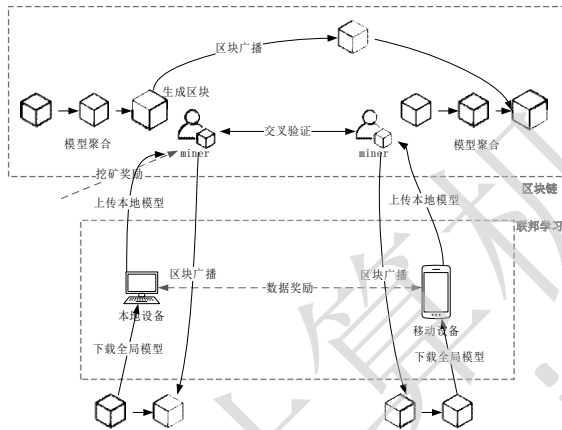 区块广播
生成区块
模型聚合
miner
交叉验证
miner
模型聚合
挖矿奖励
区块链
上传本地模型
上传本地模型
联邦学习
区块广播
数据奖励
区块广播
本地设备
移动设备
下载全局模型
下载全局模型